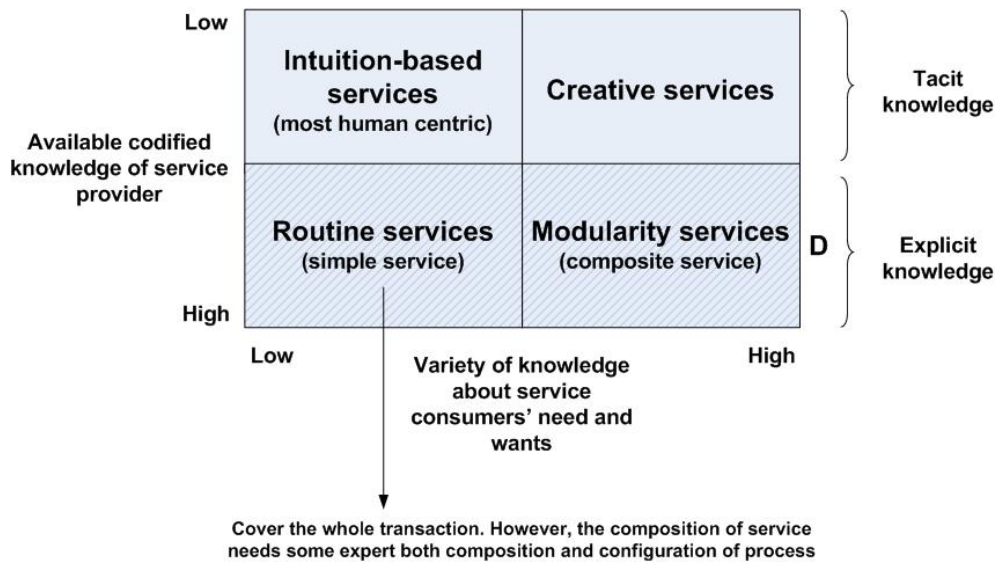 Low
Intuition-based
services
(most human centric)
Creative services
Tacit
knowledge
Available codified
knowledge of service
provider
Routine services
(simple service)
Modularity services
(composite service)
D
Explicit
knowledge
High
Low
High
Variety of knowledge
about service
consumers’ need and
wants
Cover the whole transaction. However, the composition of service
needs some expert both composition and configuration of process